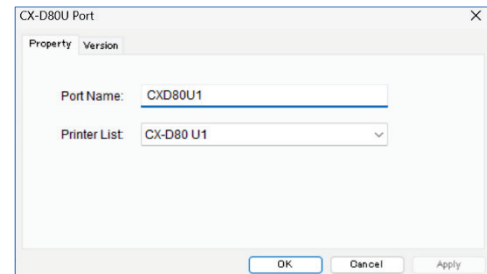 CX-D80U Port
Property Version
Port Name: CXD80U1
Printer List: CX-D80 U1
OK Cancel Apply